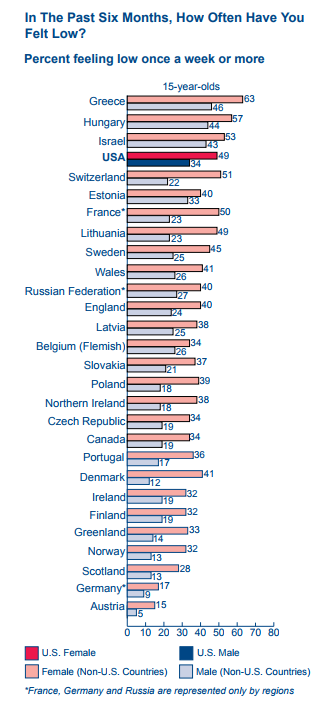 In The Past Six Months, How Often Have You
Felt Low?
Percent feeling low once a week or more
15-year-olds
Greece 63
46
Hungary 57
44
Israel 53
43
USA 49
34
Switzerland 51
22
Estonia 40
33
France* 50
23
Lithuania 49
23
Sweden 45
25
Wales 41
26
Russian Federation* 40
27
England 40
24
Latvia 38
25
Belgium (Flemish) 34
26
Slovakia 37
21
Poland 39
18
Northern Ireland 38
18
Czech Republic 34
19
Canada 34
19
Portugal 36
17
Denmark 41
12
Ireland 32
19
Finland 32
19
Greenland 33
14
Norway 32
13
Scotland 28
13
Germany* 17
9
Austria 15
5
0 10 20 30 40 50 60 70 80
U.S. Female U.S. Male
Female (Non-U.S. Countries) Male (Non-U.S. Countries)
*France, Germany and Russia are represented only by regions